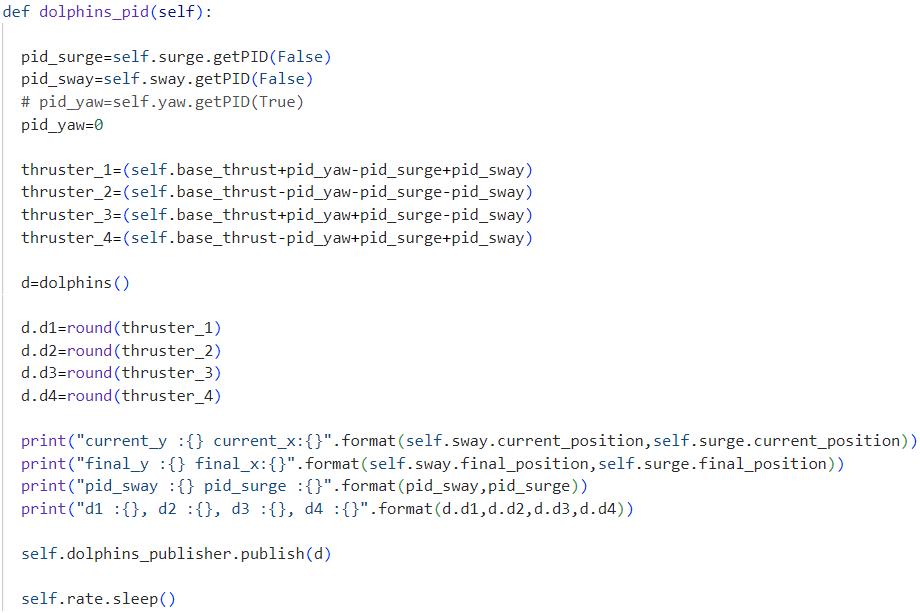 def dolphins_pid(self):
pid_surge=self.surge.getPID(False)
pid_sway=self.sway.getPID(False)
# pid_yaw=self.yaw.getPID(True)
pid_yaw=0
thruster_1=(self.base_thrust+pid_yaw-pid_surge+pid_sway)
thruster_2=(self.base_thrust-pid_yaw-pid_surge-pid_sway)
thruster_3=(self.base_thrust+pid_yaw+pid_surge-pid_sway)
thruster_4=(self.base_thrust-pid_yaw+pid_surge+pid_sway)
d=dolphins()
d.d1=round(thruster_1)
d.d2=round(thruster_2)
d.d3=round(thruster_3)
d.d4=round(thruster_4)
print("current_y :{} current_x:{}".format(self.sway.current_position,self.surge.current_position))
print("final_y :{} final_x:{}".format(self.sway.final_position,self.surge.final_position))
print("pid_sway :{} pid_surge :{}".format(pid_sway,pid_surge))
print("d1 :{}, d2 :{}, d3 :{}, d4 :{}".format(d.d1,d.d2,d.d3,d.d4))
self.dolphins_publisher.publish(d)
self.rate.sleep()